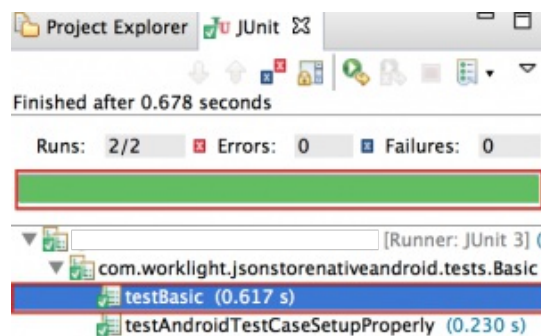 Project Explorer JUnit
Finished after 0.678 seconds
Runs: 2/2 Errors: 0 Failures: 0
[Runner: JUnit 3] (
com.worklight.jsonstorenativeandroid.tests.Basic
testBasic (0.617 s)
testAndroidTestCaseSetupProperly (0.230 s)